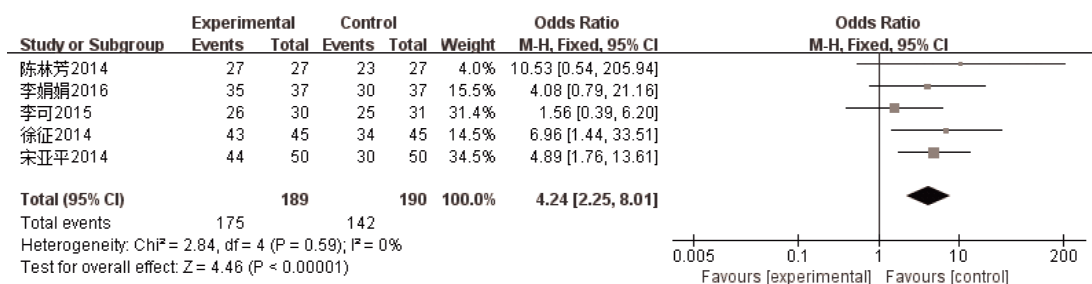 Experimental Control Odds Ratio Odds Ratio
Study or Subgroup Events Total Events Total Weight M-H, Fixed, 95% CI M-H, Fixed, 95% CI
陈林芳2014 27 27 23 27 4.0% 10.53 [0.54, 205.94]
李娟娟2016 35 37 30 37 15.5% 4.08 [0.79, 21.16]
李可2015 26 30 25 31 31.4% 1.56 [0.39, 6.20]
徐征2014 43 45 34 45 14.5% 6.96 [1.44, 33.51]
宋亚平2014 44 50 30 50 34.5% 4.89 [1.76, 13.61]
Total (95% CI) 189 190 100.0% 4.24 [2.25, 8.01]
Total events 175 142
Heterogeneity: Chi² = 2.84, df = 4 (P = 0.59); I² = 0%
Test for overall effect: Z = 4.46 (P < 0.00001)
0.005 0.1 1 10 200
Favours [experimental] Favours [control]